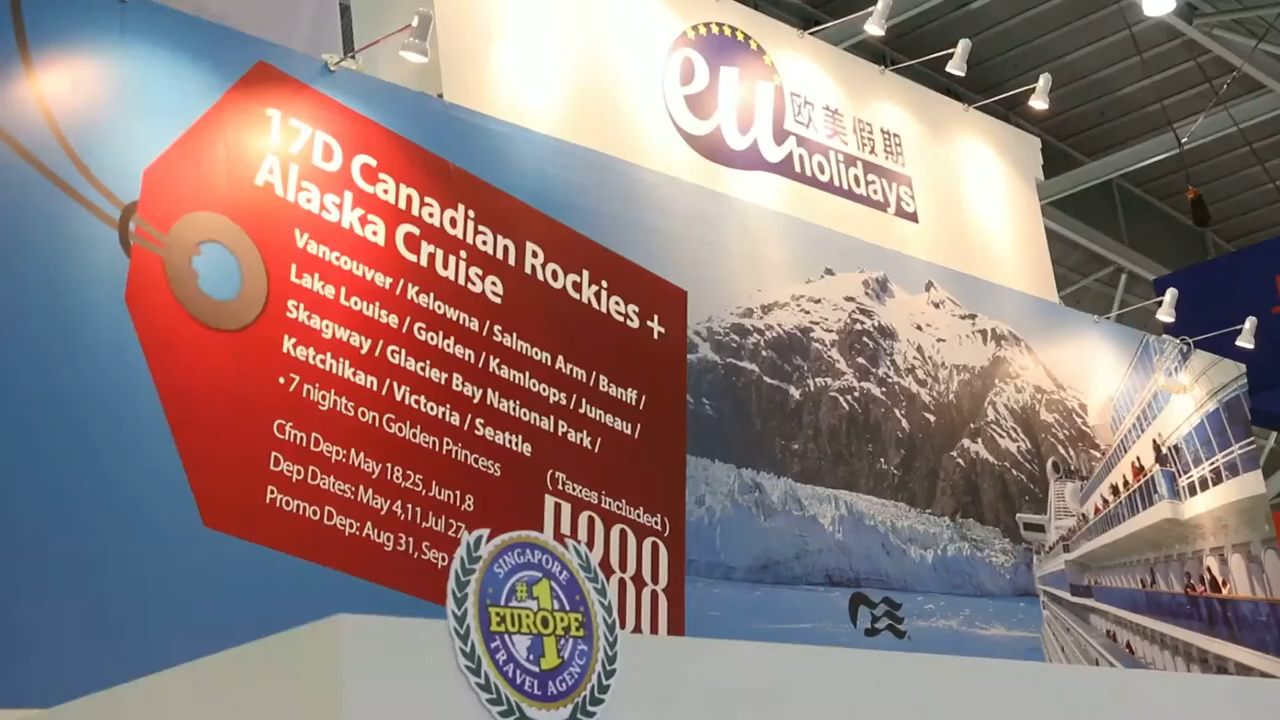 eu
欧美假期
holidays
17D Canadian Rockies +
Alaska Cruise
Vancouver / Kelowna / Salmon Arm / Banff /
Lake Louise / Golden / Kamloops / Juneau /
Skagway / Glacier Bay National Park /
Ketchikan / Victoria / Seattle
• 7 nights on Golden Princess
Cfm Dep: May 18,25, Jun1,8
Dep Dates: May 4,11,Jul 27
Promo Dep: Aug 31, Sep
( Taxes included )
SINGAPORE
#1
EUROPE
TRAVEL AGENCY